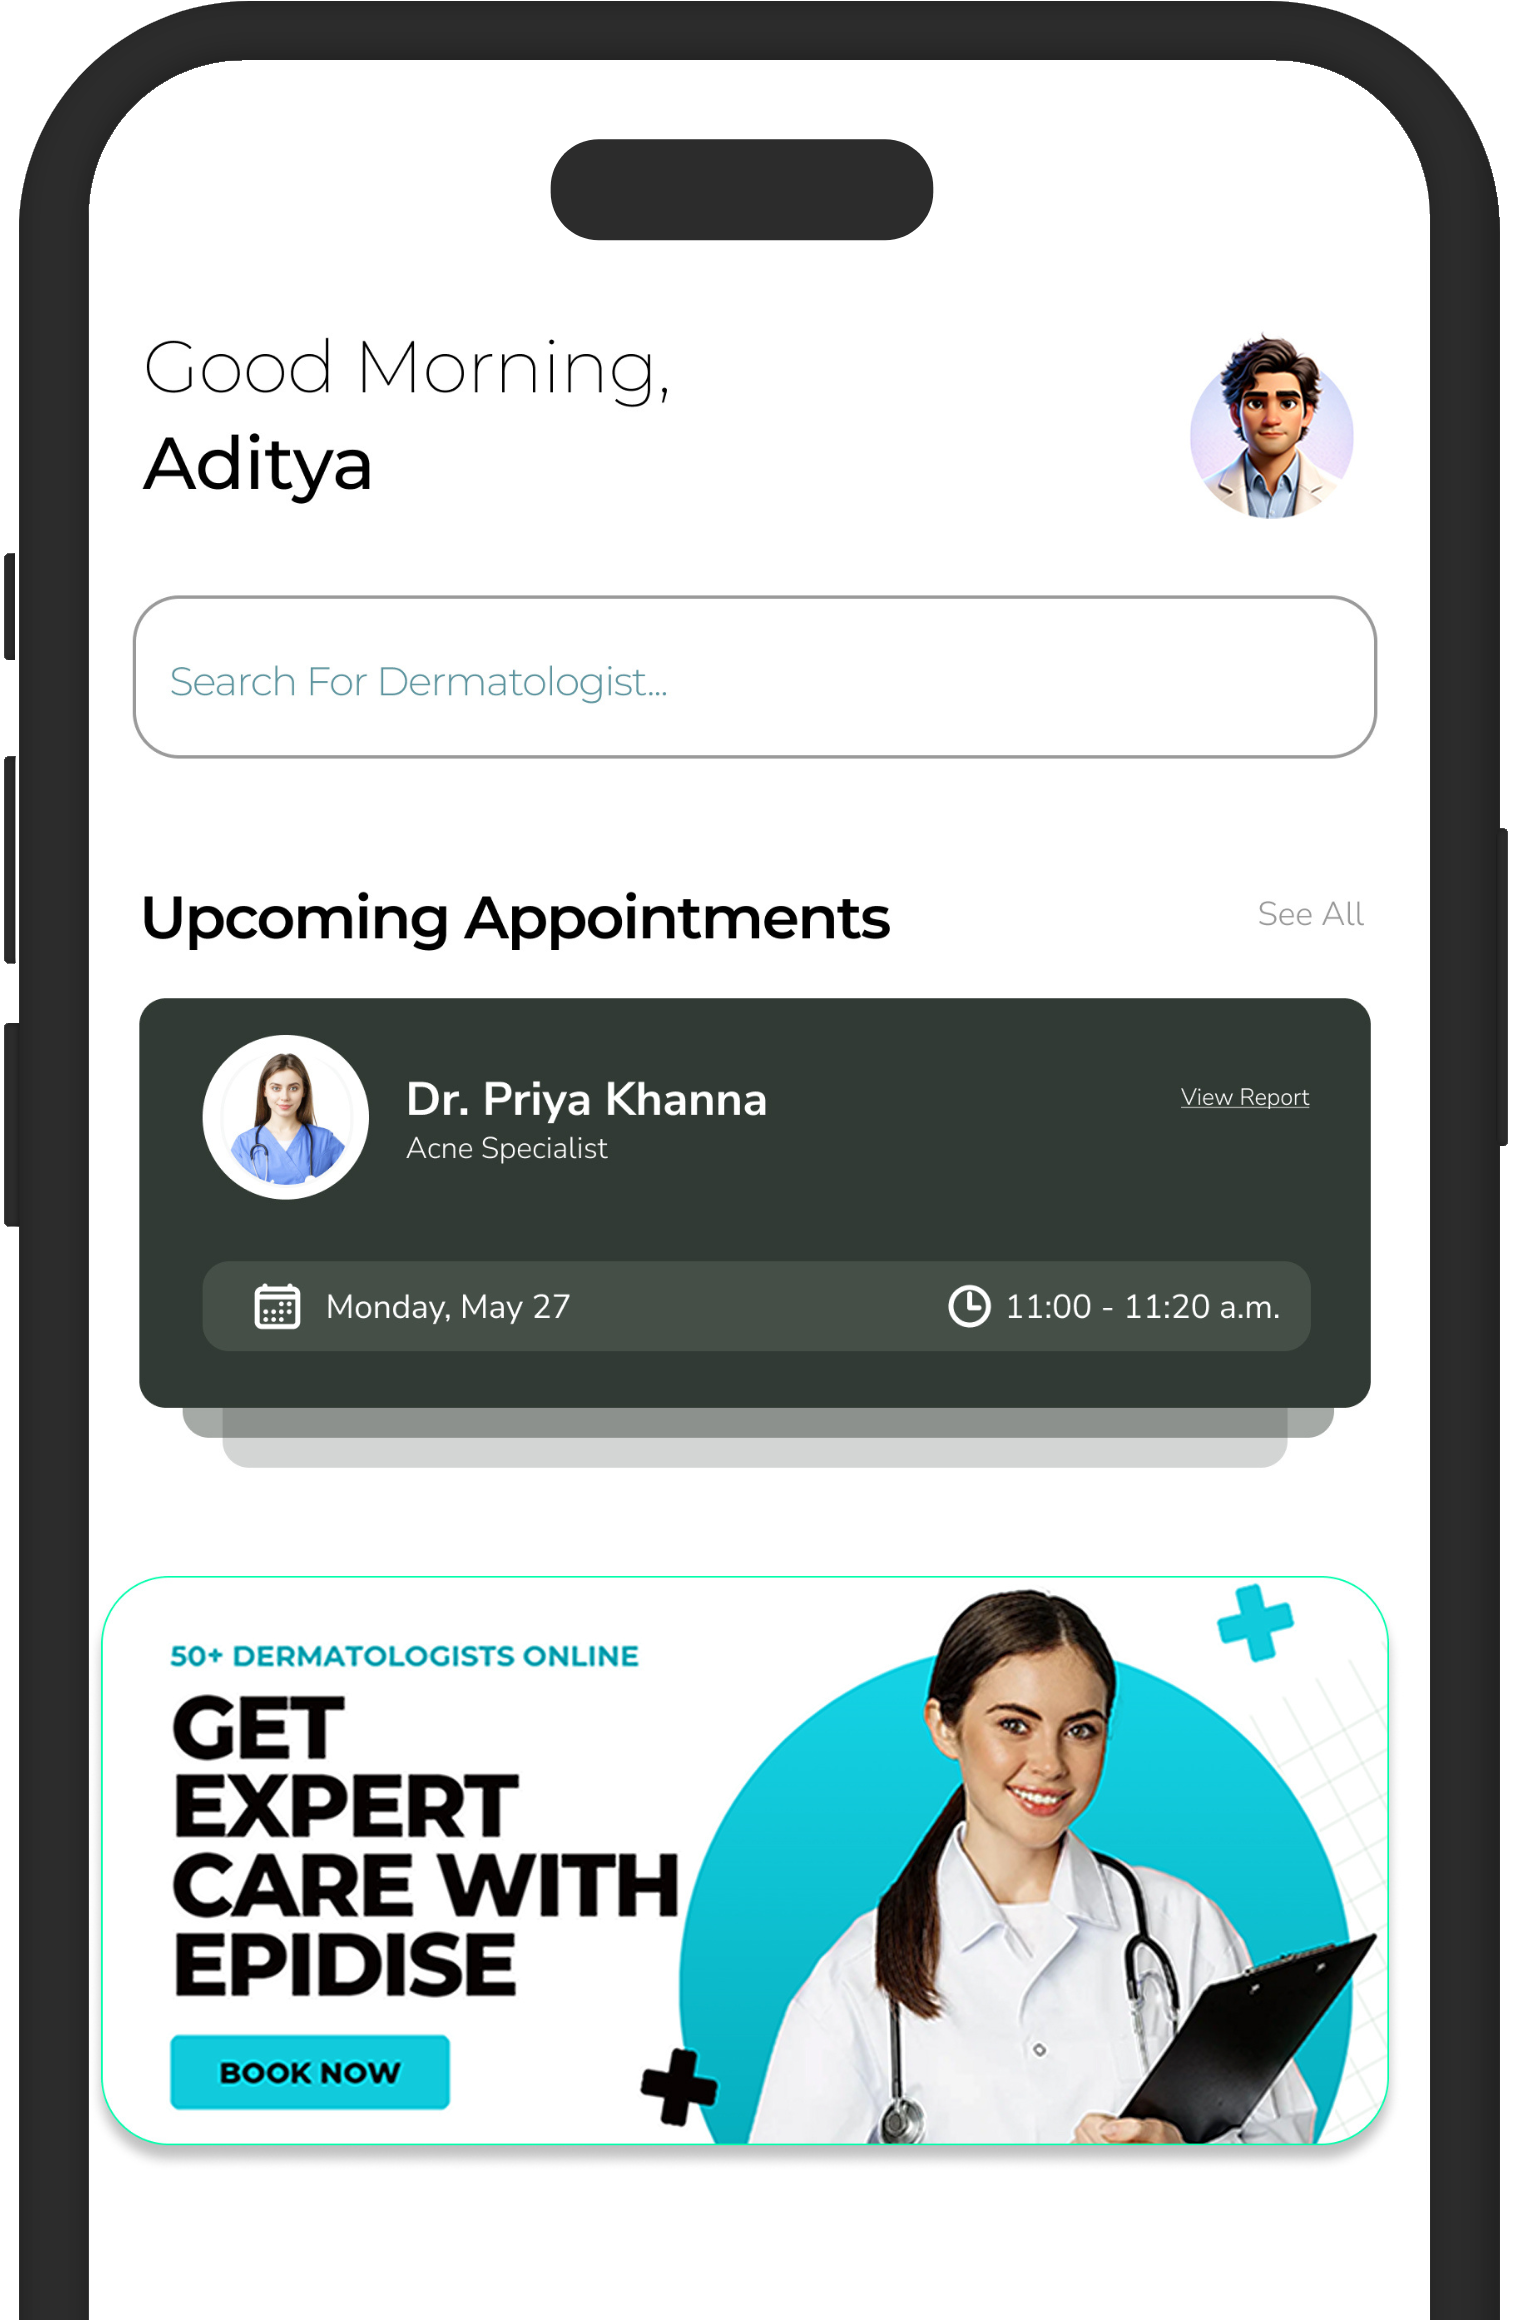 Good Morning,
Aditya
Search For Dermatologist...
Upcoming Appointments
See All
Dr. Priya Khanna
View Report
Acne Specialist
Monday, May 27
11:00 - 11:20 a.m.
50+ DERMATOLOGISTS ONLINE
GET
EXPERT
CARE WITH
EPIDISE
BOOK NOW